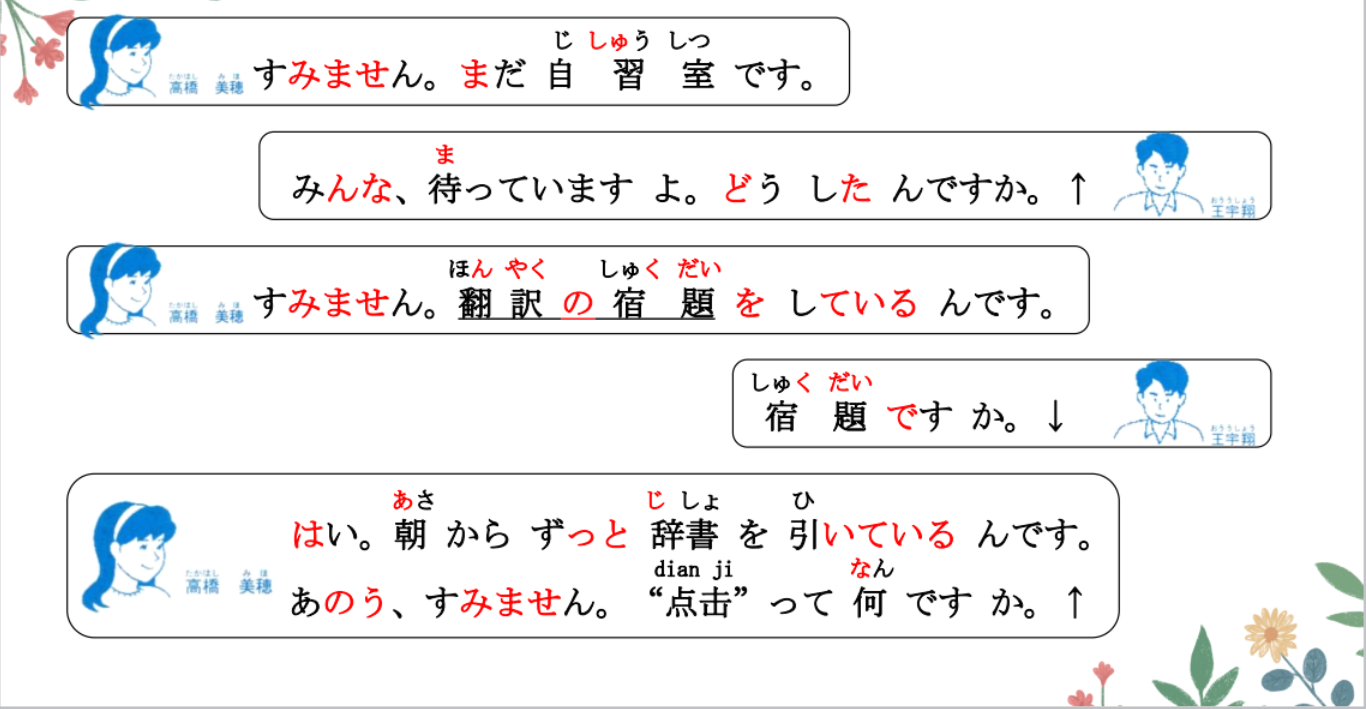 じ しゅう しつ
たかはし み ほ
高橋 美穂 すみません。まだ 自 習 室 です。
ま
みんな、待っています よ。どう した んですか。↑
おううしょう
王宇翔
ほん やく しゅく だい
たかはし み ほ
高橋 美穂 すみません。翻 訳 の 宿 題 を している んです。
しゅく だい
宿 題 です か。↓
おううしょう
王宇翔
あさ じ しょ ひ
はい。朝 から ずっと 辞書 を 引いている んです。
たかはし み ほ
高橋 美穂
dian ji なん
あのう、すみません。“点击”って 何 です か。↑